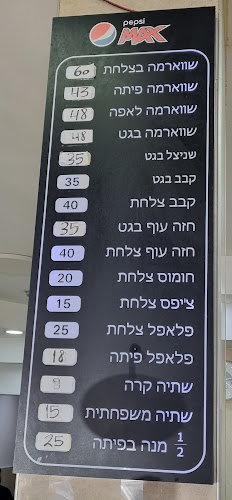 pepsi
MAX
שווארמה בצלחת 60
שווארמה פיתה 43
שווארמה לאפה 48
שווארמה בגט 48
שניצל בגט 35
קבב בגט 35
קבב צלחת 40
חזה עוף בגט 35
חזה עוף צלחת 40
חומוס צלחת 20
צ'יפס צלחת 15
פלאפל צלחת 25
פלאפל פיתה 18
שתיה קרה 9
שתיה משפחתית 15
1/2 מנה בפיתה 25